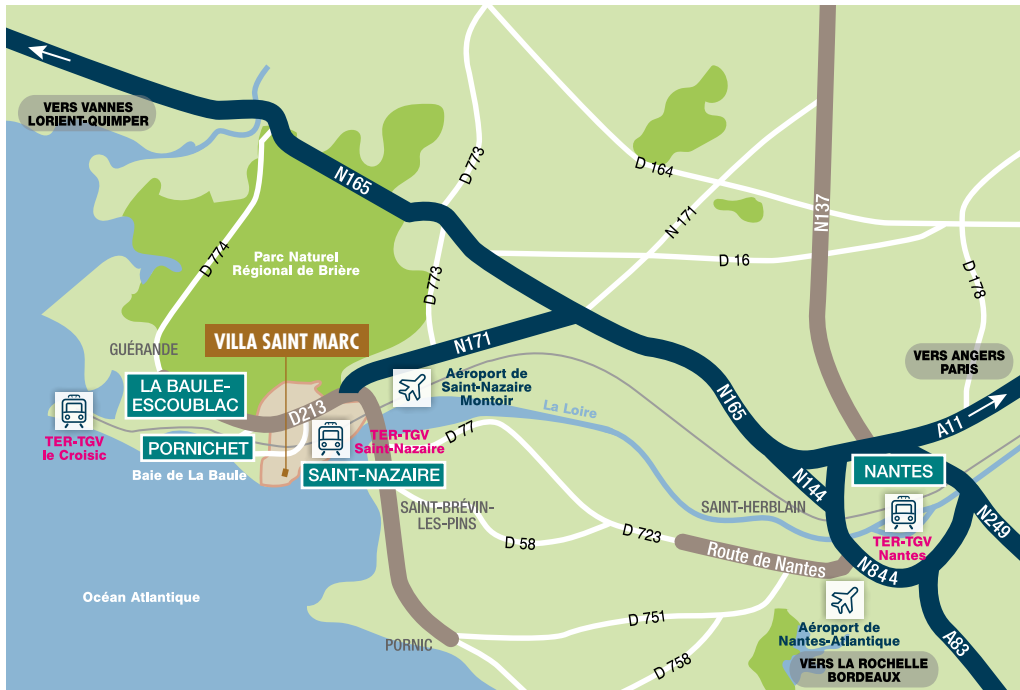 VERS VANNES
LORIENT-QUIMPER
N165
D 773
D 164
N 171
N137
D 774
Parc Naturel
Régional de Brière
D 773
D 16
D 178
GUÉRANDE
VILLA SAINT MARC
N171
VERS ANGERS
PARIS
LA BAULE-
ESCOUBLAC
Aéroport de
Saint-Nazaire
Montoir
N165
La Loire
A11
D213
D 77
TER-TGV
le Croisic
PORNICHET
TER-TGV
Saint-Nazaire
Baie de La Baule
SAINT-NAZAIRE
NANTES
N144
SAINT-HERBLAIN
SAINT-BRÉVIN-
LES-PINS
N249
D 723
D 58
TER-TGV
Nantes
Route de Nantes
N844
Océan Atlantique
D 751
Aéroport de
Nantes-Atlantique
A83
PORNIC
D 758
VERS LA ROCHELLE
BORDEAUX